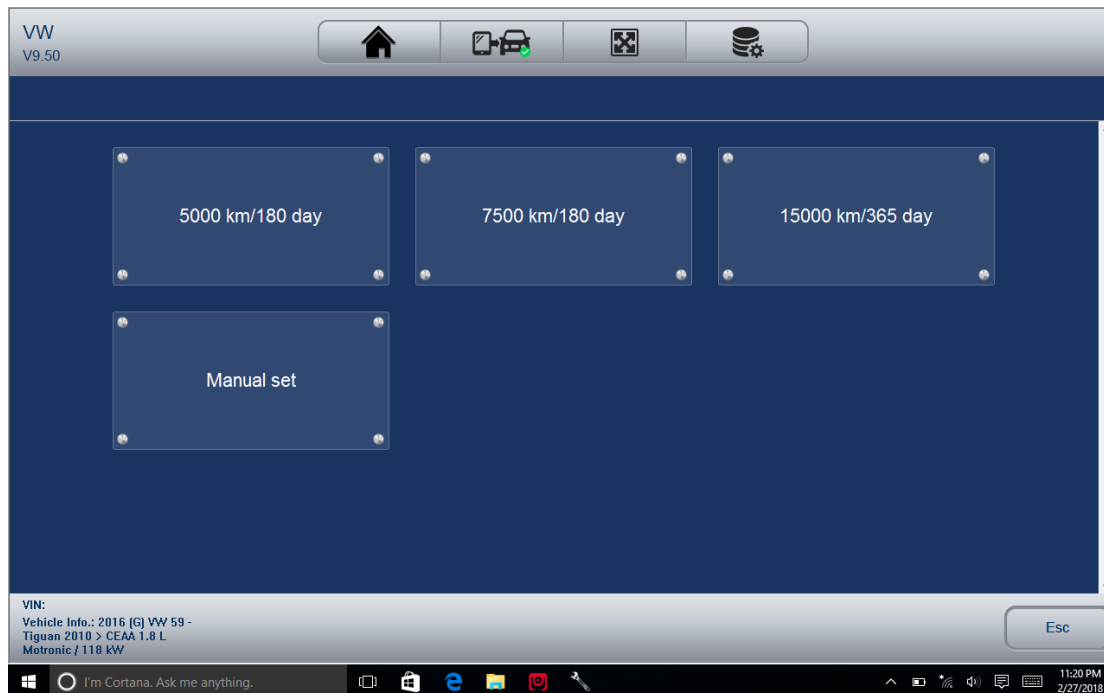 VW
V9.50
5000 km/180 day
7500 km/180 day
15000 km/365 day
Manual set
VIN:
Vehicle Info.: 2016 (G) VW 59 -
Tiguan 2010 > CEAA 1.8 L
Motronic / 118 kW
Esc
I'm Cortana. Ask me anything.
11:20 PM
2/27/2018